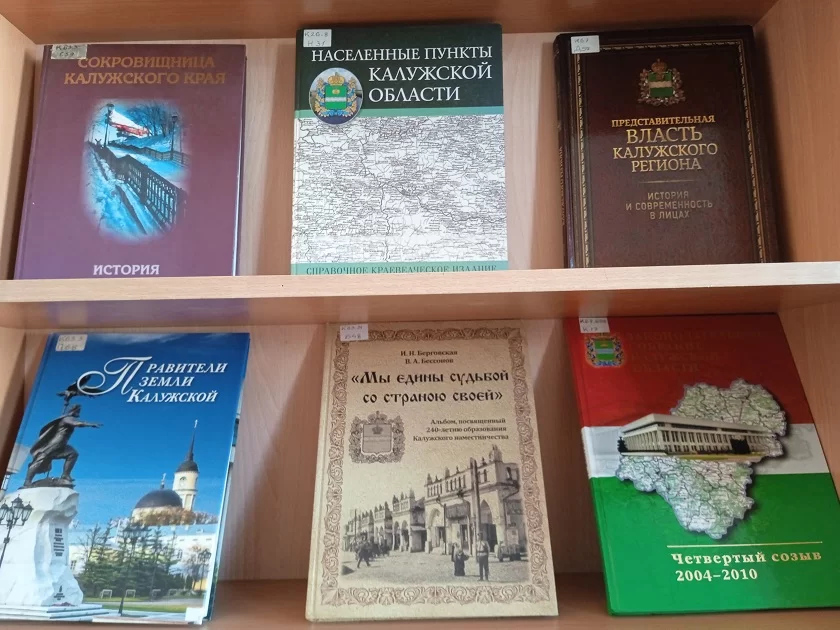 СОКРОВИЩНИЦА
КАЛУЖСКОГО КРАЯ
ИСТОРИЯ
НАСЕЛЕННЫЕ ПУНКТЫ
КАЛУЖСКОЙ
ОБЛАСТИ
СПРАВОЧНОЕ КРАЕВЕДЧЕСКОЕ ИЗДАНИЕ
ПРЕДСТАВИТЕЛЬНАЯ
ВЛАСТЬ
КАЛУЖСКОГО
РЕГИОНА
ИСТОРИЯ
И СОВРЕМЕННОСТЬ
В ЛИЦАХ
ПРАВИТЕЛИ
ЗЕМЛИ
КАЛУЖСКОЙ
В.А. Бессонов
«Мы едины судьбой
со страною своей»
Альбом, посвященный
240-летию образования
Калужского наместничества
ОБЛАСТИ
Четвертый созыв
2004–2010